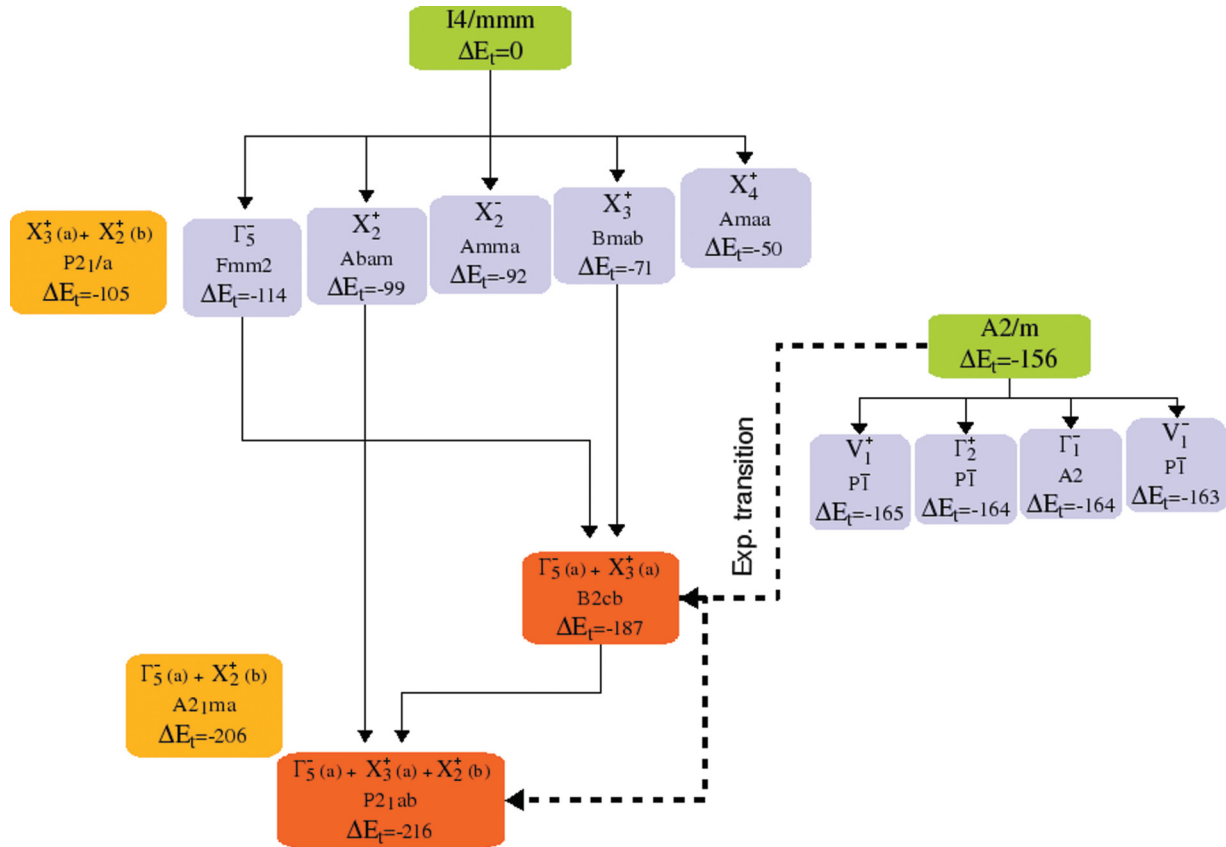 I4/mmm
ΔEt=0
X3+(a)+ X2+(b)
P21/a
ΔEt=-105
Γ5-
Fmm2
ΔEt=-114
X2+
Abam
ΔEt=-99
X2-
Amma
ΔEt=-92
X3+
Bmab
ΔEt=-71
X4+
Amaa
ΔEt=-50
A2/m
ΔEt=-156
V1+
P1̅
ΔEt=-165
Γ2+
P1̅
ΔEt=-164
Γ1-
A2
ΔEt=-164
V1-
P1̅
ΔEt=-163
Exp. transition
Γ5-(a) + X3+(a)
B2cb
ΔEt=-187
Γ5-(a) + X2+(b)
A21ma
ΔEt=-206
Γ5-(a) + X3+(a) + X2+(b)
P21ab
ΔEt=-216